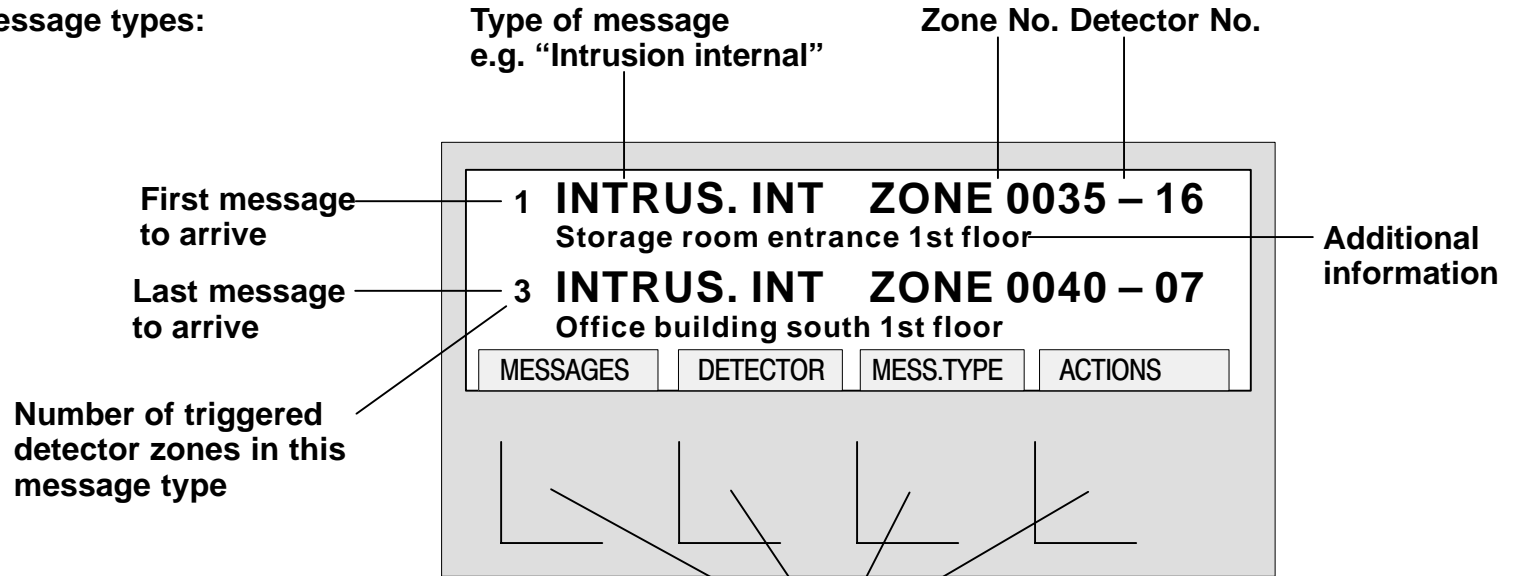 essage types:
Type of message
e.g. “Intrusion internal”
Zone No. Detector No.
First message
to arrive
1 INTRUS. INT ZONE 0035 – 16
Storage room entrance 1st floor
Additional
information
Last message
to arrive
3 INTRUS. INT ZONE 0040 – 07
Office building south 1st floor
MESSAGES DETECTOR MESS.TYPE ACTIONS
Number of triggered
detector zones in this
message type